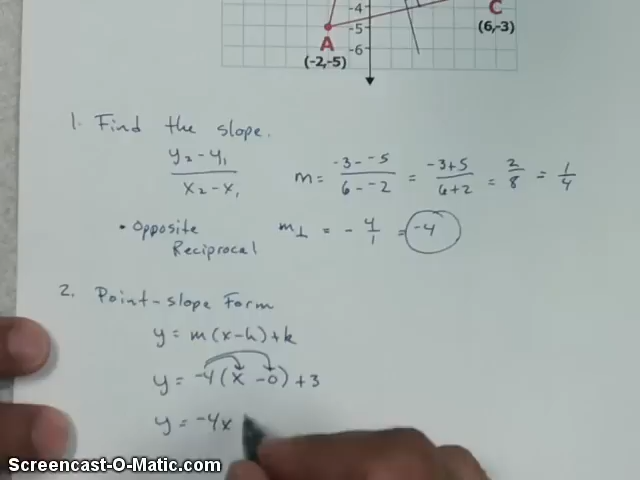 -4
-5
-6
A
(-2,-5)
C
(6,-3)
1. Find the slope.
y₂ - y₁ / x₂ - x₁
m = -3 - -5 / 6 - -2 = -3+5 / 6+2 = 2/8 = 1/4
• Opposite Reciprocal
m⊥ = - 4/1 = -4
2. Point-slope Form
y = m(x-h)+k
y = -4(x -0)+3
y = -4x
Screencast-O-Matic.com